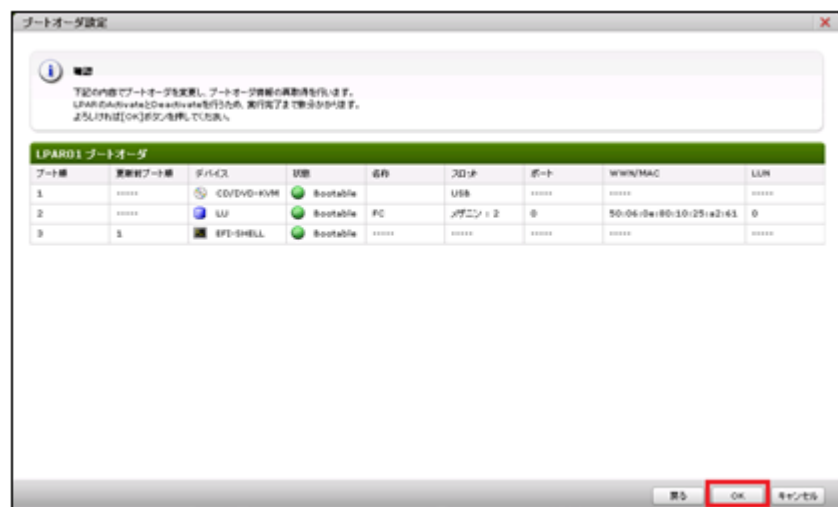 ブートオーダ設定
確認
下記の内容でブートオーダを変更し、ブートオーダ情報の再取得を行います。
LPARのActivateとDeactivateを行うため、実行完了まで数分かかります。
よろしければ[OK]ボタンを押してください。
LPAR01 ブートオーダ
ブート順 更新前ブート順 デバイス 状態 名称 スロット ポート WWN/MAC LUN
1 ----- CD/DVD-KVM Bootable USB ----- ----- -----
2 ----- LU Bootable FC メザニン : 2 0 50:06:0e:80:10:25:a2:61 0
3 1 EFI-SHELL Bootable ----- ----- ----- ----- -----
戻る OK キャンセル